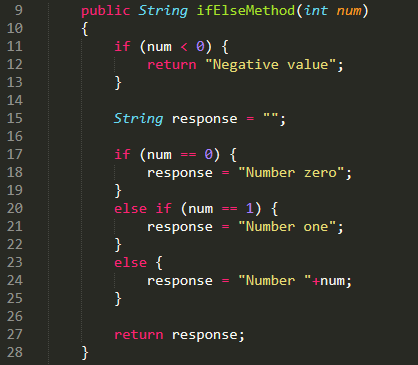 9 public String ifElseMethod(int num)
10 {
11 if (num < 0) {
12 return "Negative value";
13 }
14
15 String response = "";
16
17 if (num == 0) {
18 response = "Number zero";
19 }
20 else if (num == 1) {
21 response = "Number one";
22 }
23 else {
24 response = "Number "+num;
25 }
26
27 return response;
28 }